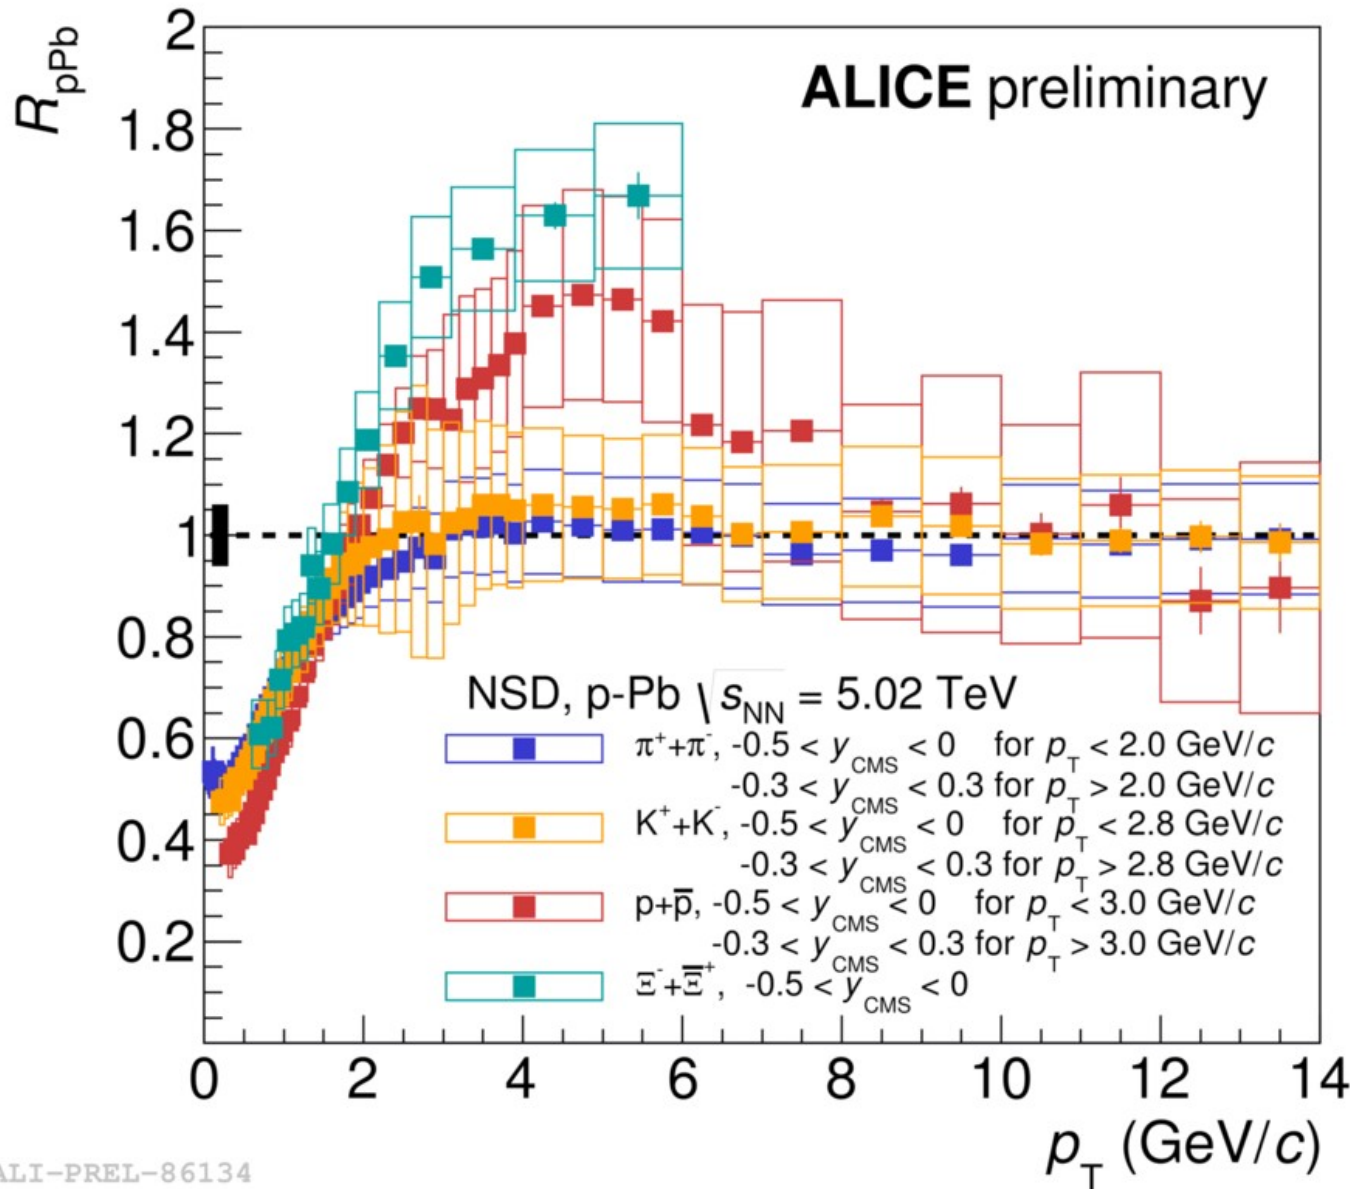 R_pPb
2
1.8
1.6
1.4
1.2
1
0.8
0.6
0.4
0.2
ALICE preliminary
NSD, p-Pb √s_NN = 5.02 TeV
π⁺+π⁻, -0.5 < y_CMS < 0 for p_T < 2.0 GeV/c
-0.3 < y_CMS < 0.3 for p_T > 2.0 GeV/c
K⁺+K⁻, -0.5 < y_CMS < 0 for p_T < 2.8 GeV/c
-0.3 < y_CMS < 0.3 for p_T > 2.8 GeV/c
p+p̅, -0.5 < y_CMS < 0 for p_T < 3.0 GeV/c
-0.3 < y_CMS < 0.3 for p_T > 3.0 GeV/c
Ξ⁻+Ξ̅⁺, -0.5 < y_CMS < 0
0 2 4 6 8 10 12 14
p_T (GeV/c)
ALI-PREL-86134